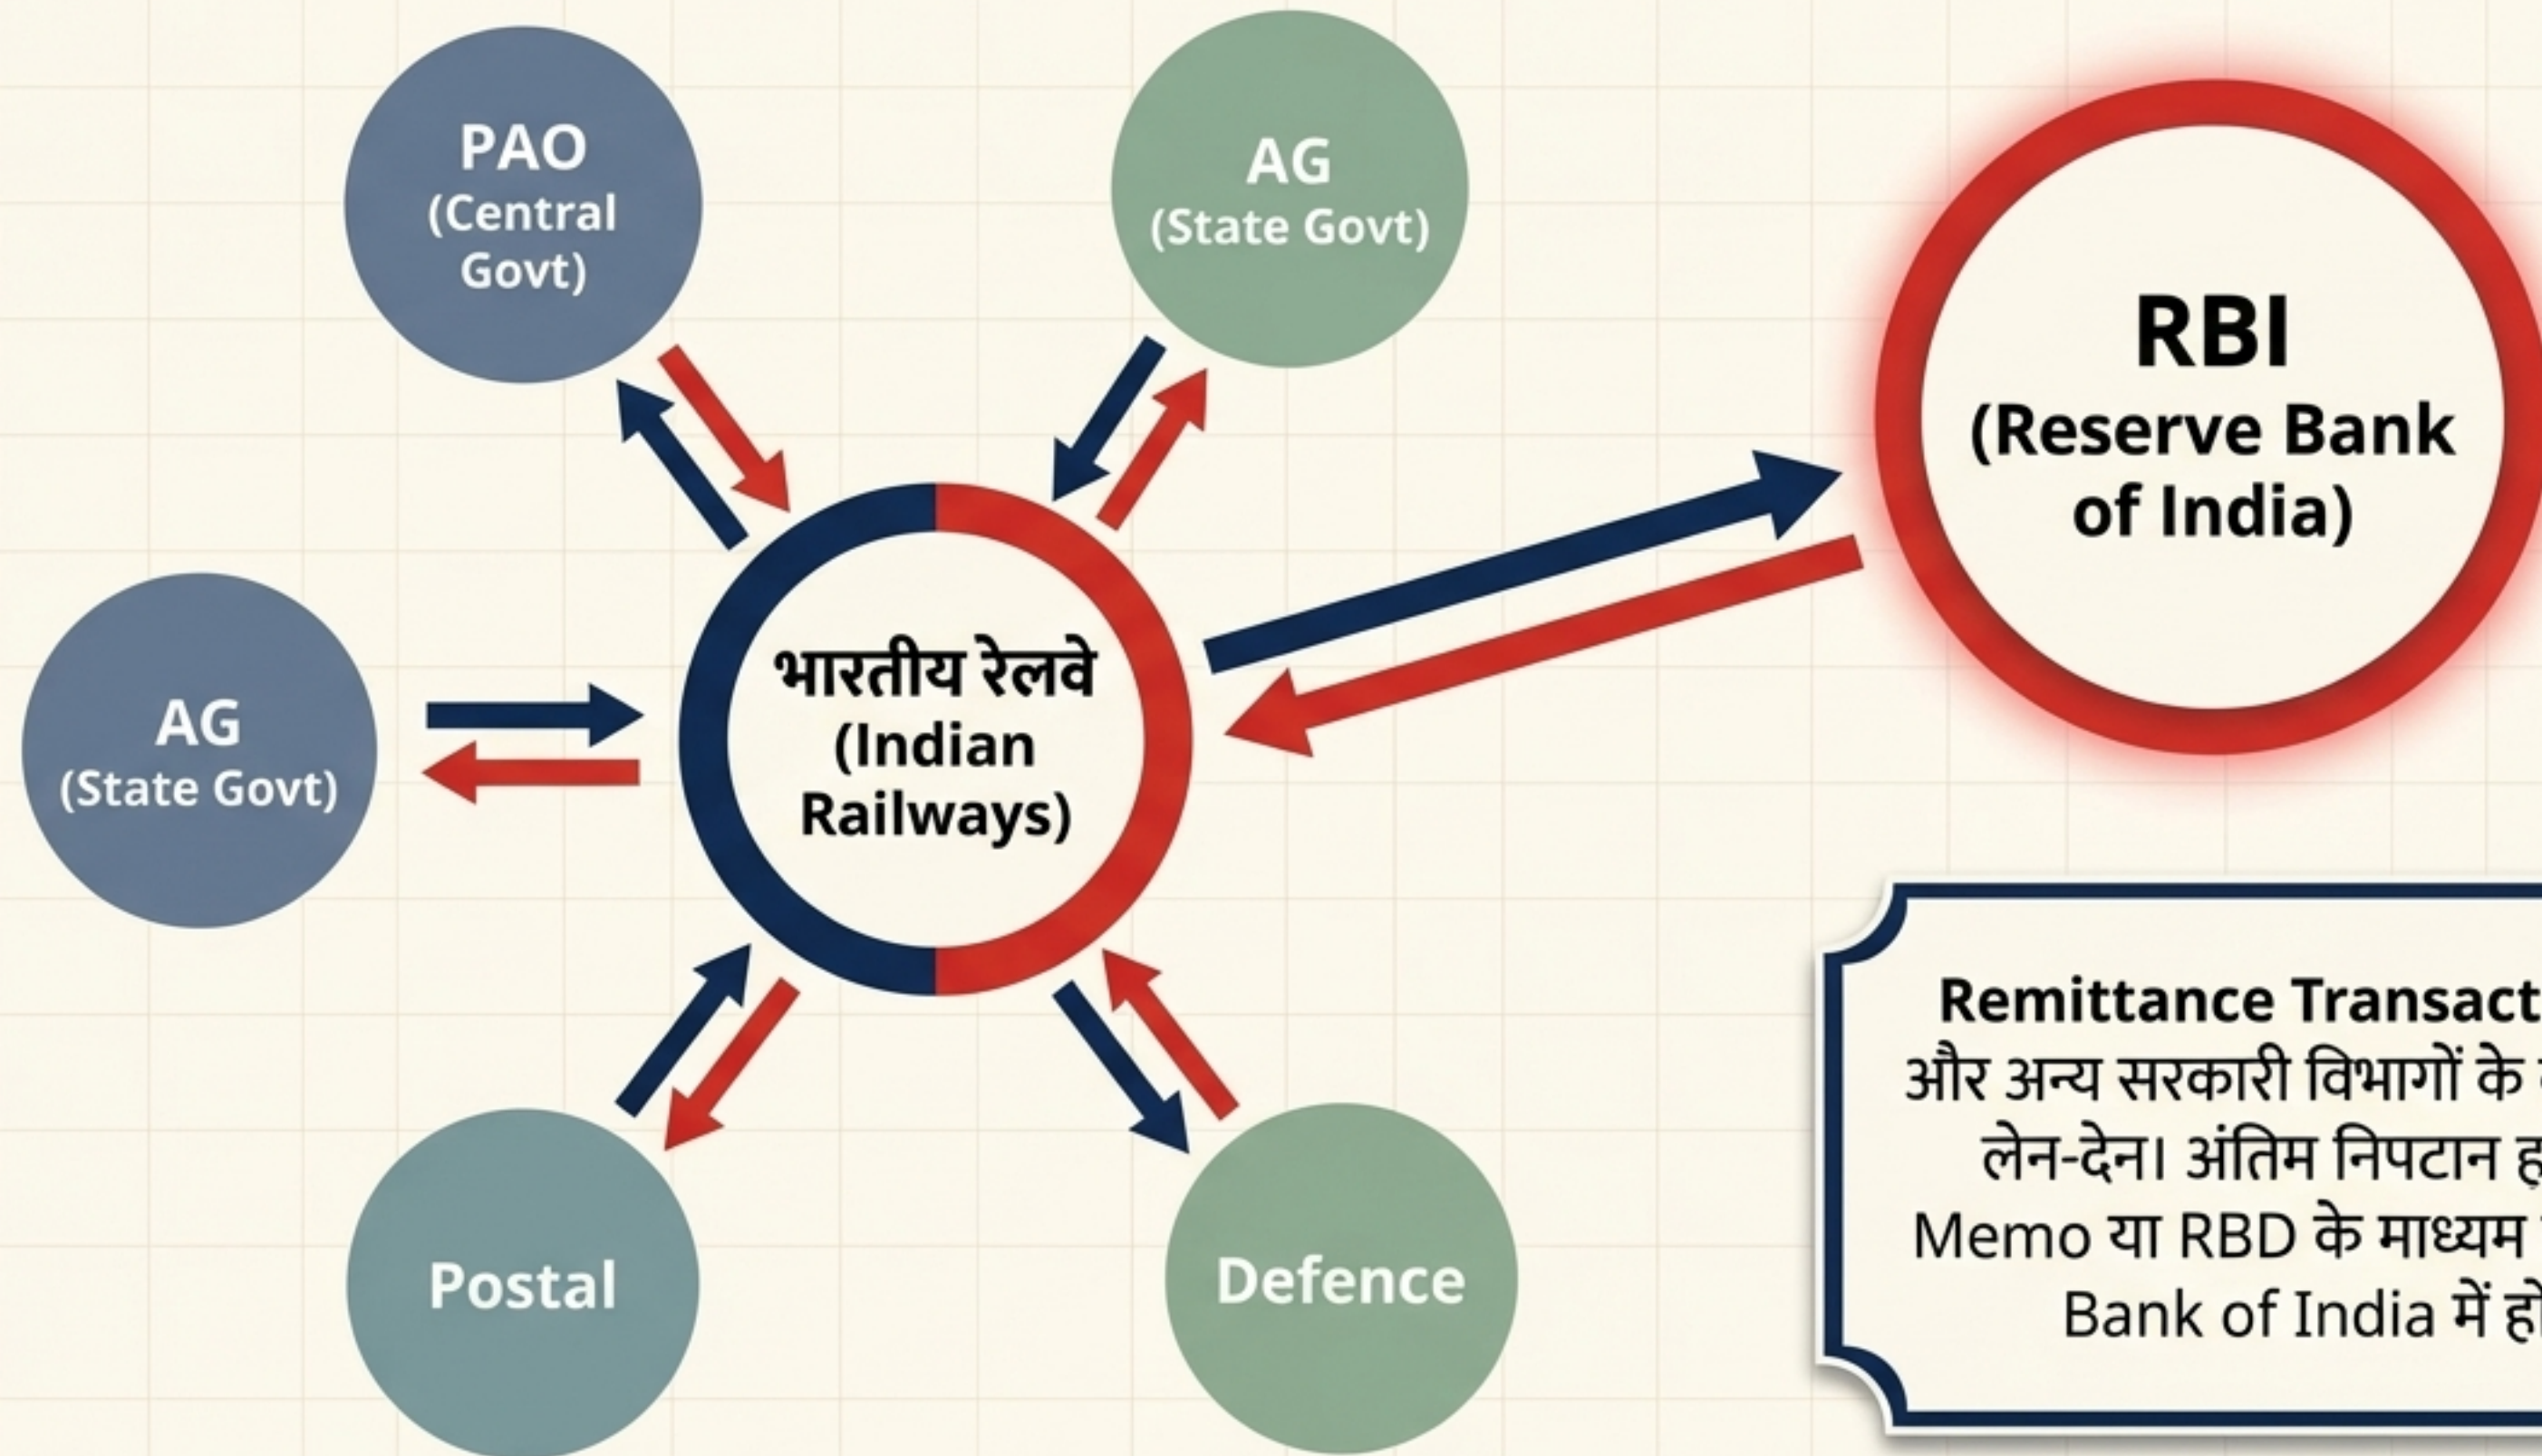 PAO
(Central
Govt)
AG
(State Govt)
RBI
(Reserve Bank
of India)
भारतीय रेलवे
(Indian
Railways)
AG
(State Govt)
Postal
Defence
Remittance Transact
और अन्य सरकारी विभागों के
लेन-देन। अंतिम निपटान
Memo या RBD के माध्यम
Bank of India में